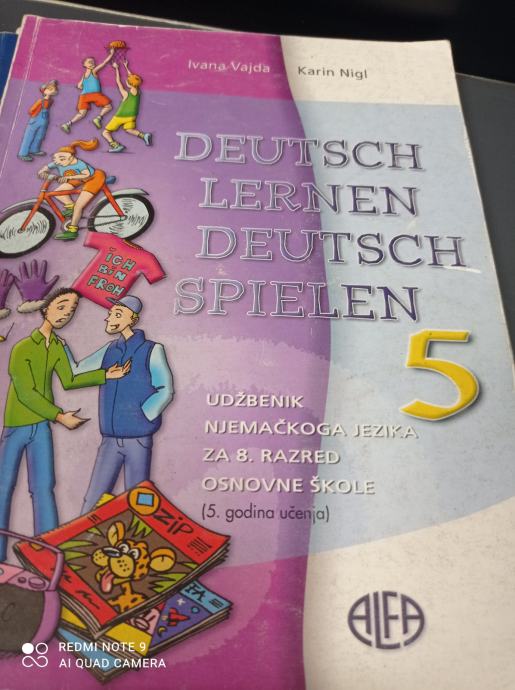 Ivana Vajda Karin Nigl
DEUTSCH
LERNEN
DEUTSCH
SPIELEN
5
ICH
BIN
FROH
UDŽBENIK
NJEMAČKOGA JEZIKA
ZA 8. RAZRED
OSNOVNE ŠKOLE
(5. godina učenja)
ZIP
ALFA
REDMI NOTE 9
AI QUAD CAMERA